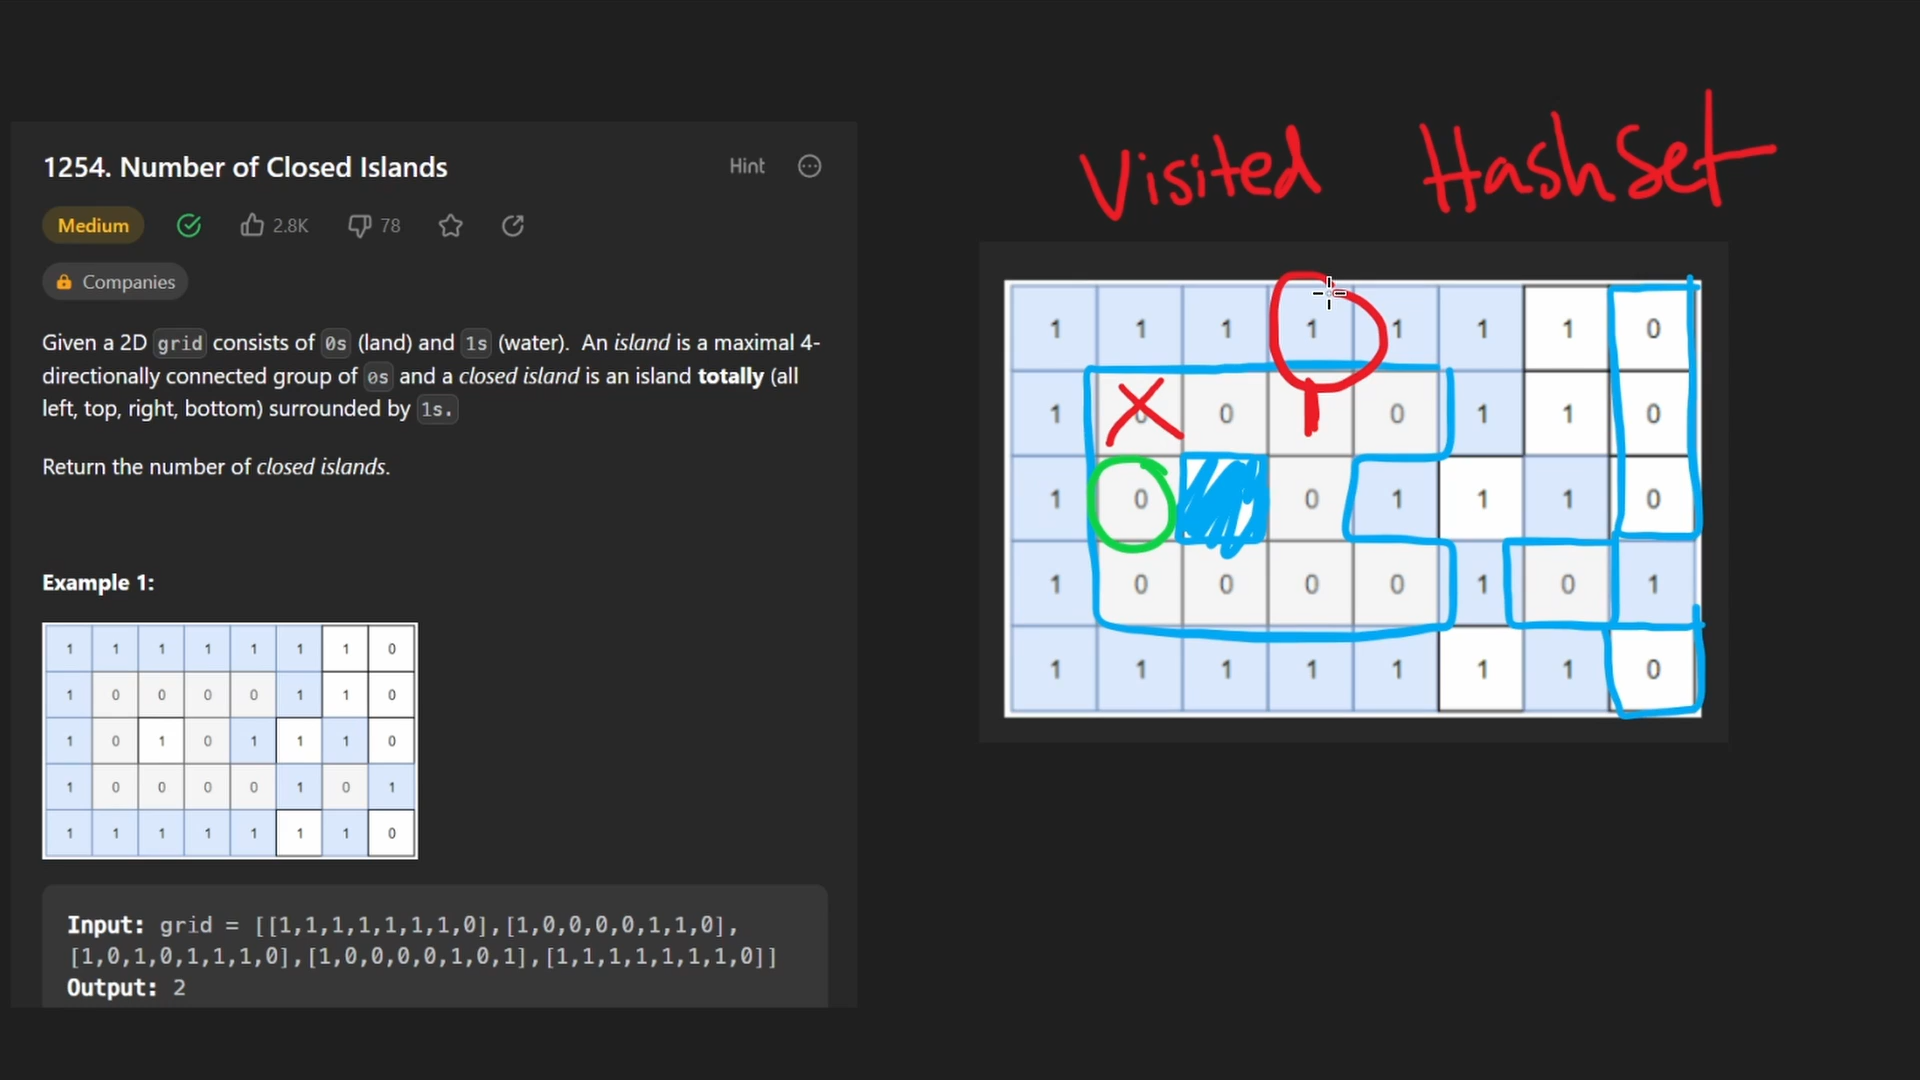 1254. Number of Closed Islands
Hint
Medium
2.8K
78
Companies
Given a 2D grid consists of 0s (land) and 1s (water). An island is a maximal 4-
directionally connected group of 0s and a closed island is an island totally (all
left, top, right, bottom) surrounded by 1s.
Return the number of closed islands.
Example 1:
1 1 1 1 1 1 1 0
1 0 0 0 0 1 1 0
1 0 1 0 1 1 1 0
1 0 0 0 0 1 0 1
1 1 1 1 1 1 1 0
Input: grid = [[1,1,1,1,1,1,1,0],[1,0,0,0,0,1,1,0],
[1,0,1,0,1,1,1,0],[1,0,0,0,0,1,0,1],[1,1,1,1,1,1,1,0]]
Output: 2
Visited HashSet
1 1 1 1 1 1 1 0
1 0 0 0 1 1 0
1 0 0 1 1 1 0
1 0 0 0 0 1 0 1
1 1 1 1 1 1 1 0